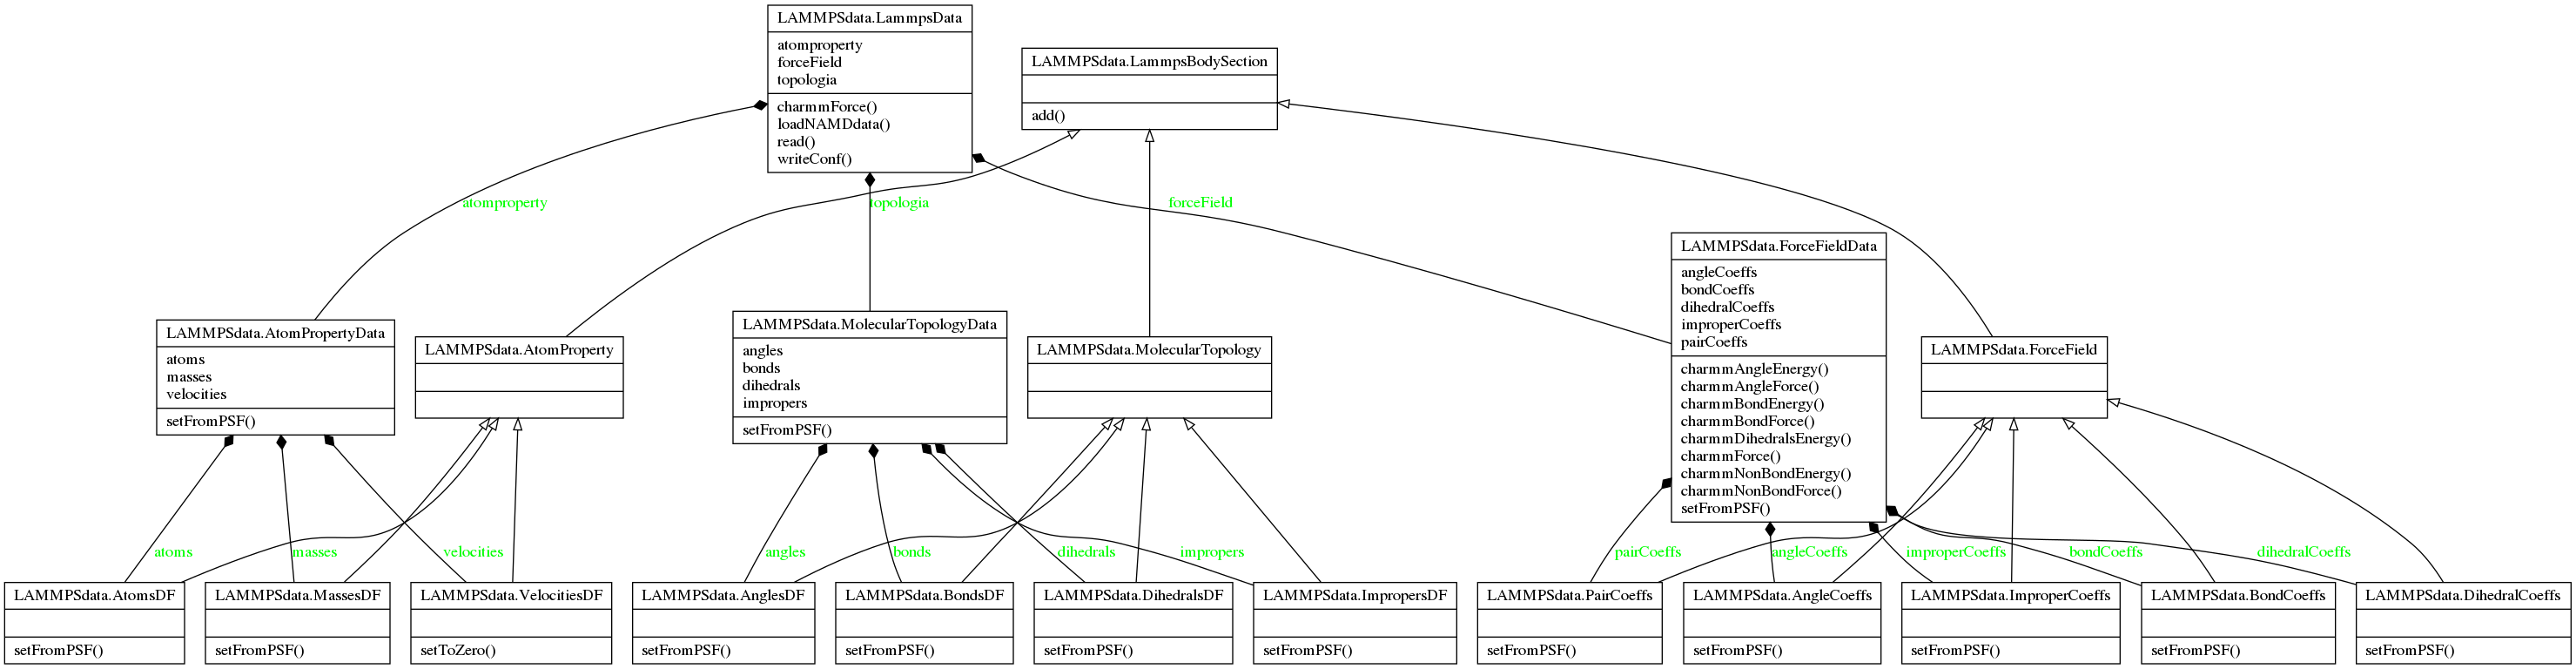 LAMMPSdata.LammpsData
atomproperty
forceField
topologia
charmmForce()
loadNAMDdata()
read()
writeConf()
LAMMPSdata.LammpsBodySection
add()
atomproperty
topologia
forceField
LAMMPSdata.AtomPropertyData
atoms
masses
velocities
setFromPSF()
LAMMPSdata.AtomProperty
LAMMPSdata.MolecularTopologyData
angles
bonds
dihedrals
impropers
setFromPSF()
LAMMPSdata.MolecularTopology
LAMMPSdata.ForceFieldData
angleCoeffs
bondCoeffs
dihedralCoeffs
improperCoeffs
pairCoeffs
charmmAngleEnergy()
charmmAngleForce()
charmmBondEnergy()
charmmBondForce()
charmmDihedralsEnergy()
charmmForce()
charmmNonBondEnergy()
charmmNonBondForce()
setFromPSF()
LAMMPSdata.ForceField
atoms
masses
velocities
angles
bonds
dihedrals
impropers
pairCoeffs
angleCoeffs
improperCoeffs
bondCoeffs
dihedralCoeffs
LAMMPSdata.AtomsDF
setFromPSF()
LAMMPSdata.MassesDF
setFromPSF()
LAMMPSdata.VelocitiesDF
setToZero()
LAMMPSdata.AnglesDF
setFromPSF()
LAMMPSdata.BondsDF
setFromPSF()
LAMMPSdata.DihedralsDF
setFromPSF()
LAMMPSdata.ImpropersDF
setFromPSF()
LAMMPSdata.PairCoeffs
setFromPSF()
LAMMPSdata.AngleCoeffs
setFromPSF()
LAMMPSdata.ImproperCoeffs
setFromPSF()
LAMMPSdata.BondCoeffs
setFromPSF()
LAMMPSdata.DihedralCoeffs
setFromPSF()